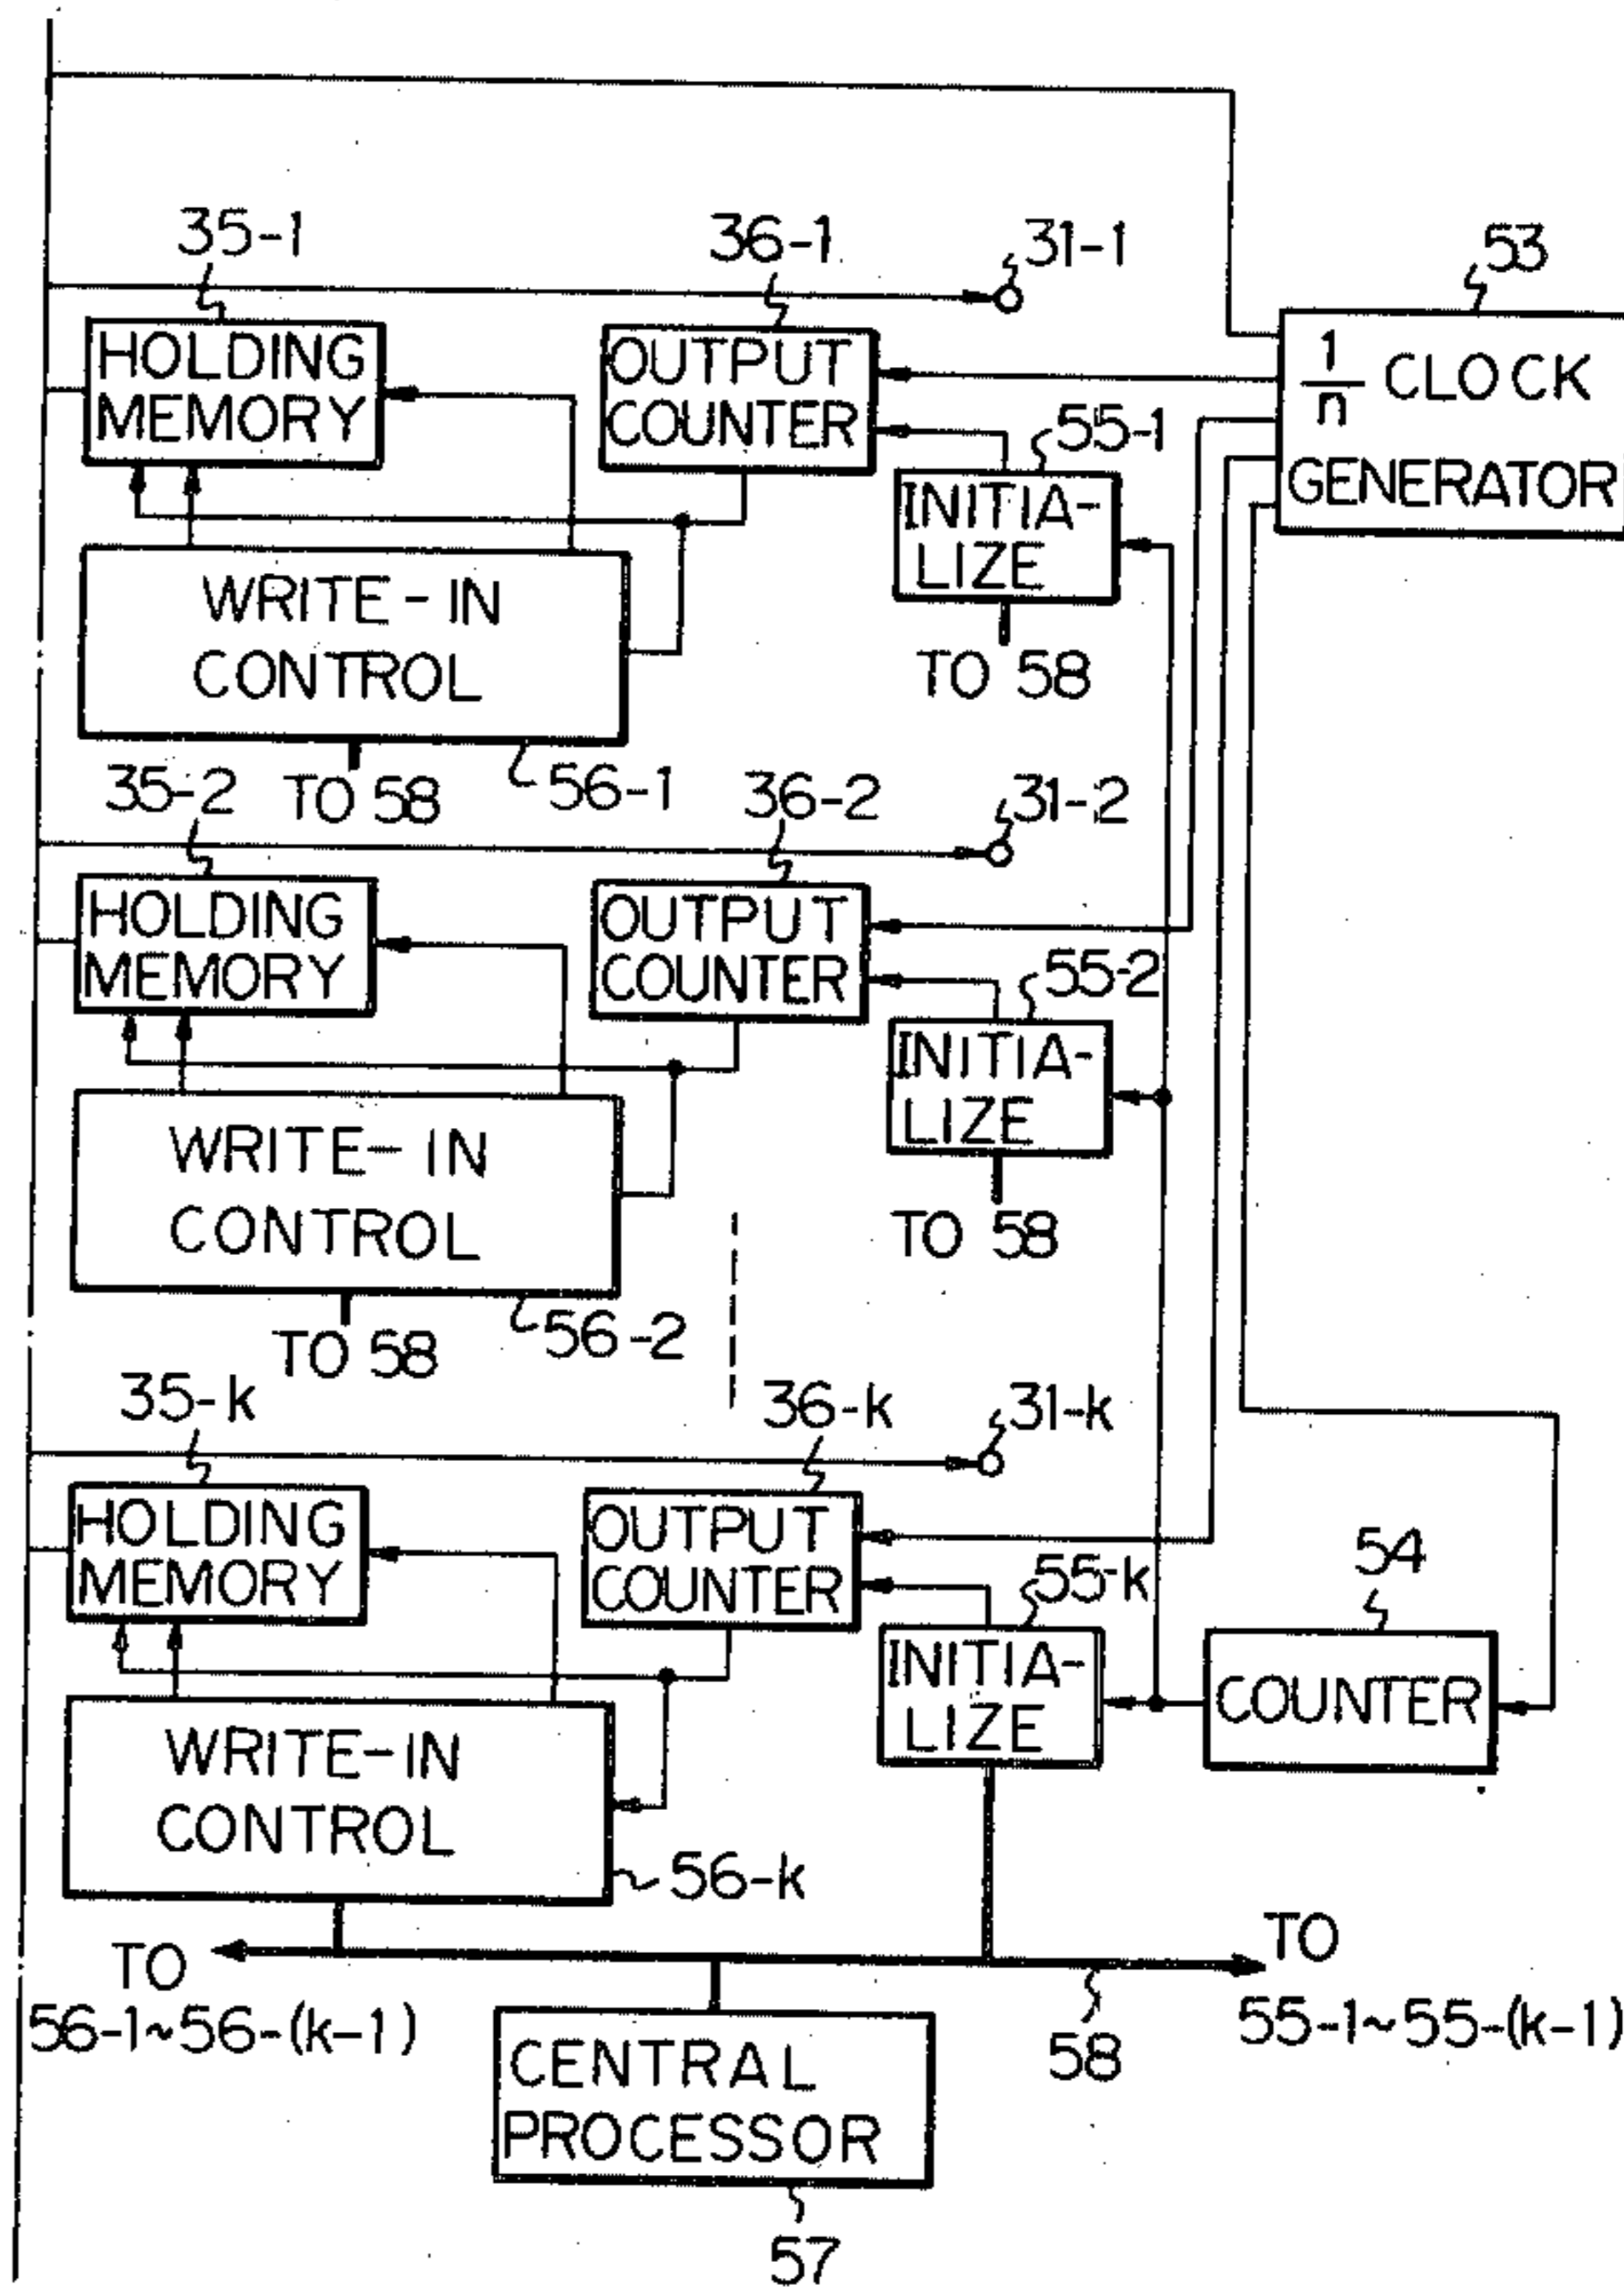 35-1
36-1
31-1
53
HOLDING
MEMORY
OUTPUT
COUNTER
1/n CLOCK
GENERATOR
55-1
INITIA-
LIZE
WRITE-IN
CONTROL
TO 58
35-2
TO 58
56-1
36-2
31-2
HOLDING
MEMORY
OUTPUT
COUNTER
55-2
INITIA-
LIZE
WRITE-IN
CONTROL
TO 58
TO 58
56-2
35-k
36-k
31-k
HOLDING
MEMORY
OUTPUT
COUNTER
55-k
54
INITIA-
LIZE
COUNTER
WRITE-IN
CONTROL
56-k
TO
56-1~56-(k-1)
TO
55-1~55-(k-1)
58
CENTRAL
PROCESSOR
57